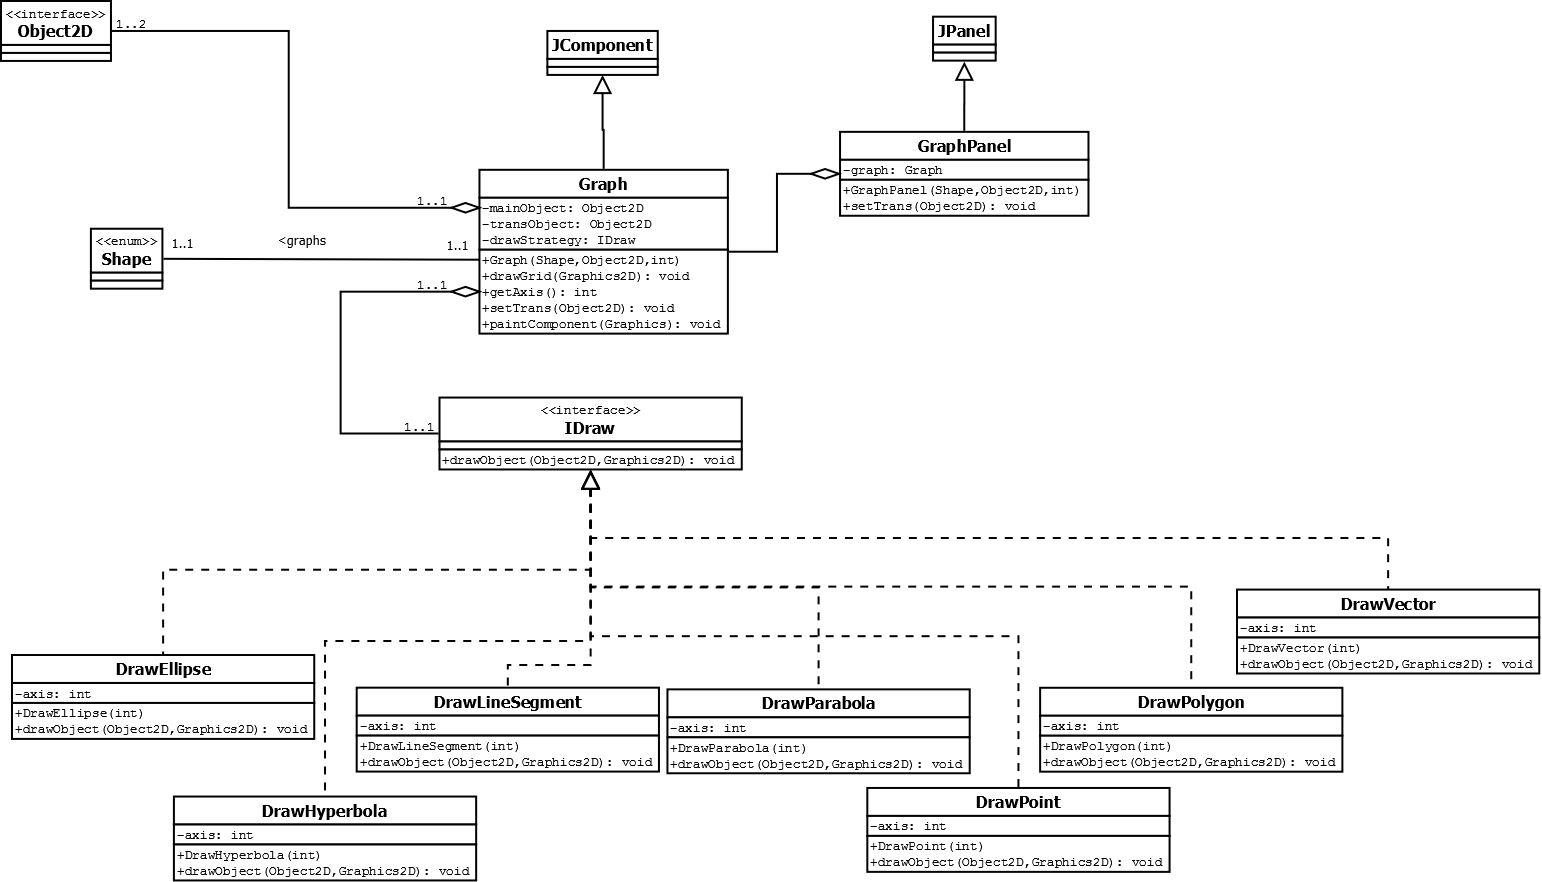 <<interface>>
Object2D
1..2
JComponent
JPanel
GraphPanel
-graph: Graph
+GraphPanel(Shape,Object2D,int)
+setTrans(Object2D): void
Graph
-mainObject: Object2D
-transObject: Object2D
-drawStrategy: IDraw
+Graph(Shape,Object2D,int)
+drawGrid(Graphics2D): void
+getAxis(): int
+setTrans(Object2D): void
+paintComponent(Graphics): void
1..1
<<enum>>
Shape
1..1
<graphs
1..1
1..1
1..1
<<interface>>
IDraw
+drawObject(Object2D,Graphics2D): void
DrawVector
-axis: int
+DrawVector(int)
+drawObject(Object2D,Graphics2D): void
DrawEllipse
-axis: int
+DrawEllipse(int)
+drawObject(Object2D,Graphics2D): void
DrawLineSegment
-axis: int
+DrawLineSegment(int)
+drawObject(Object2D,Graphics2D): void
DrawParabola
-axis: int
+DrawParabola(int)
+drawObject(Object2D,Graphics2D): void
DrawPolygon
-axis: int
+DrawPolygon(int)
+drawObject(Object2D,Graphics2D): void
DrawHyperbola
-axis: int
+DrawHyperbola(int)
+drawObject(Object2D,Graphics2D): void
DrawPoint
-axis: int
+DrawPoint(int)
+drawObject(Object2D,Graphics2D): void